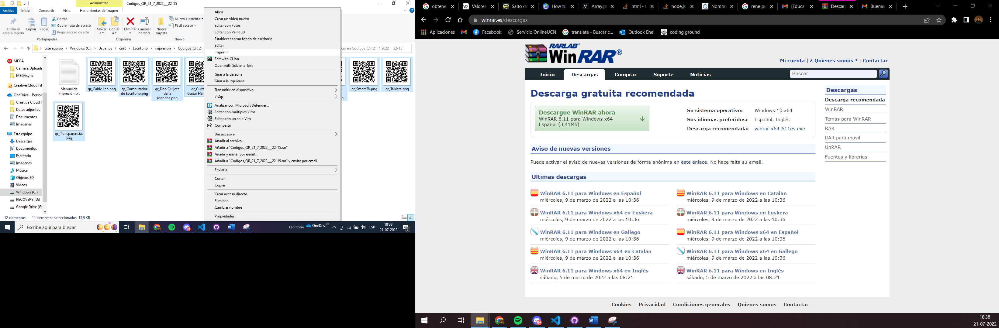 Administrar
Codigos_QR_21_7_2022___22-15
Archivo
Inicio
Compartir
Vista
Herramientas de imagen
Anclar al acceso rápido
Copiar
Pegar
Cortar
Copiar ruta de acceso
Pegar acceso directo
Portapapeles
Mover a
Copiar a
Eliminar
Cambiar nombre
Organizar
Nueva carpeta
Nuevo elemento
Fácil acceso
Nuevo
Este equipo
Windows (C:)
Usuarios
crist
Escritorio
impresion
Codigos_QR_21_
car en Codigos_QR_21_7_2022___22-15
MEGA
Camera Uploads
MEGAsync
Creative Cloud Fil
OneDrive - Persor
Creative Cloud F
Datos adjuntos
Documentos
Imágenes
Este equipo
Descargas
Documentos
Escritorio
Imágenes
Música
Objetos 3D
Videos
Windows (C:)
RECOVERY (D:)
Google Drive (G:
Manual de impresión.txt
qr_Cable Lan.png
qr_Computador de Escritorio.png
qr_Don Quijote de la Mancha.png
qr_Guita
Guitar Her
qr_Smart Tv.png
qr_Tableta.png
qr_Transparencia.png
Abrir
Crear un video nuevo
Editar con Fotos
Editar con Paint 3D
Establecer como fondo de escritorio
Editar
Imprimir
Edit with CLion
Open with Sublime Text
Girar a la derecha
Girar a la izquierda
Transmitir en dispositivo
7-Zip
Analizar con Microsoft Defender...
Editar con múltiples Vims
Editar con un solo Vim
Compartir
Dar acceso a
Añadir al archivo...
Añadir a "Codigos_QR_21_7_2022___22-15.rar"
Añadir y enviar por email...
Añadir a "Codigos_QR_21_7_2022___22-15.rar" y enviar por email
Enviar a
Cortar
Copiar
Crear acceso directo
Eliminar
Cambiar nombre
Propiedades
12 elementos
11 elementos seleccionados 13,9 KB
Escribe aquí para buscar
Escritorio
OneDriv
ESP
18:38
21-07-2022
3
obtener
Valores
Salto de
How to
Array.pr
html - H
node.js
Nombre
rene pu
[Educa
Descarg
Buenas
winrar.es/descargas
Aplicaciones
Facebook
Servicio OnlineUCN
translate - Buscar c...
Outlook Enel
coding ground
RARLAB®
WinRAR®
Mi cuenta | ¿ Quienes somos ? | Contactar
Inicio
Descargas
Comprar
Soporte
Noticias
Buscar
Descarga gratuita recomendada
Descargue WinRAR ahora
WinRAR 6.11 para Windows x64
Español (3,41Mb)
Su sistema operativo: Windows 10 x64
Sus idiomas preferidos: Español, Inglés
Descarga recomendada: winrar-x64-611es.exe
Aviso de nuevas versiones
Puede activar el aviso de nuevas versiones de forma anónima en este enlace. No hace falta su email.
Ultimas descargas
WinRAR 6.11 para Windows en Español
miércoles, 9 de marzo de 2022 a las 10:36
WinRAR 6.11 para Windows en Catalán
miércoles, 9 de marzo de 2022 a las 10:36
WinRAR 6.11 para Windows x64 en Euskera
miércoles, 9 de marzo de 2022 a las 10:36
WinRAR 6.11 para Windows en Euskera
miércoles, 9 de marzo de 2022 a las 10:36
WinRAR 6.11 para Windows en Gallego
miércoles, 9 de marzo de 2022 a las 10:36
WinRAR 6.11 para Windows x64 en Español
miércoles, 9 de marzo de 2022 a las 10:36
WinRAR 6.11 para Windows x64 en Catalán
miércoles, 9 de marzo de 2022 a las 10:36
WinRAR 6.11 para Windows x64 en Gallego
miércoles, 9 de marzo de 2022 a las 10:36
WinRAR 6.11 para Windows x64 en Inglés
sábado, 5 de marzo de 2022 a las 08:21
WinRAR 6.11 para Windows en Inglés
sábado, 5 de marzo de 2022 a las 08:21
Descargas
Descarga recomendada
WinRAR
Temas para WinRAR
RAR
RAR para movil
UnRAR
Fuentes y librerias
Cookies
Privacidad
Condiciones generales
Quienes somos
Contactar
18:38
21-07-2022